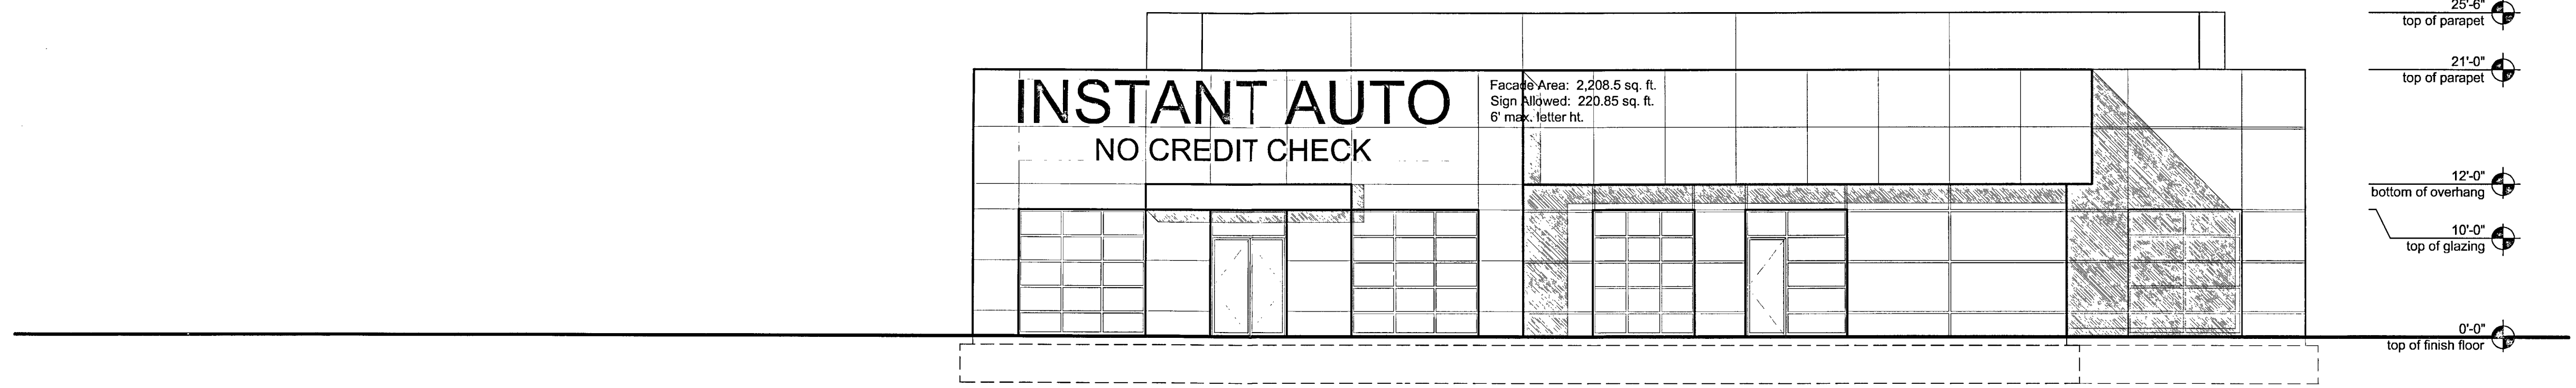 25'-6"
top of parapet
21'-0"
top of parapet
INSTANT AUTO
NO CREDIT CHECK
Facade Area: 2,208.5 sq. ft.
Sign Allowed: 220.85 sq. ft.
6' max. letter ht.
12'-0"
bottom of overhang
10'-0"
top of glazing
0'-0"
top of finish floor